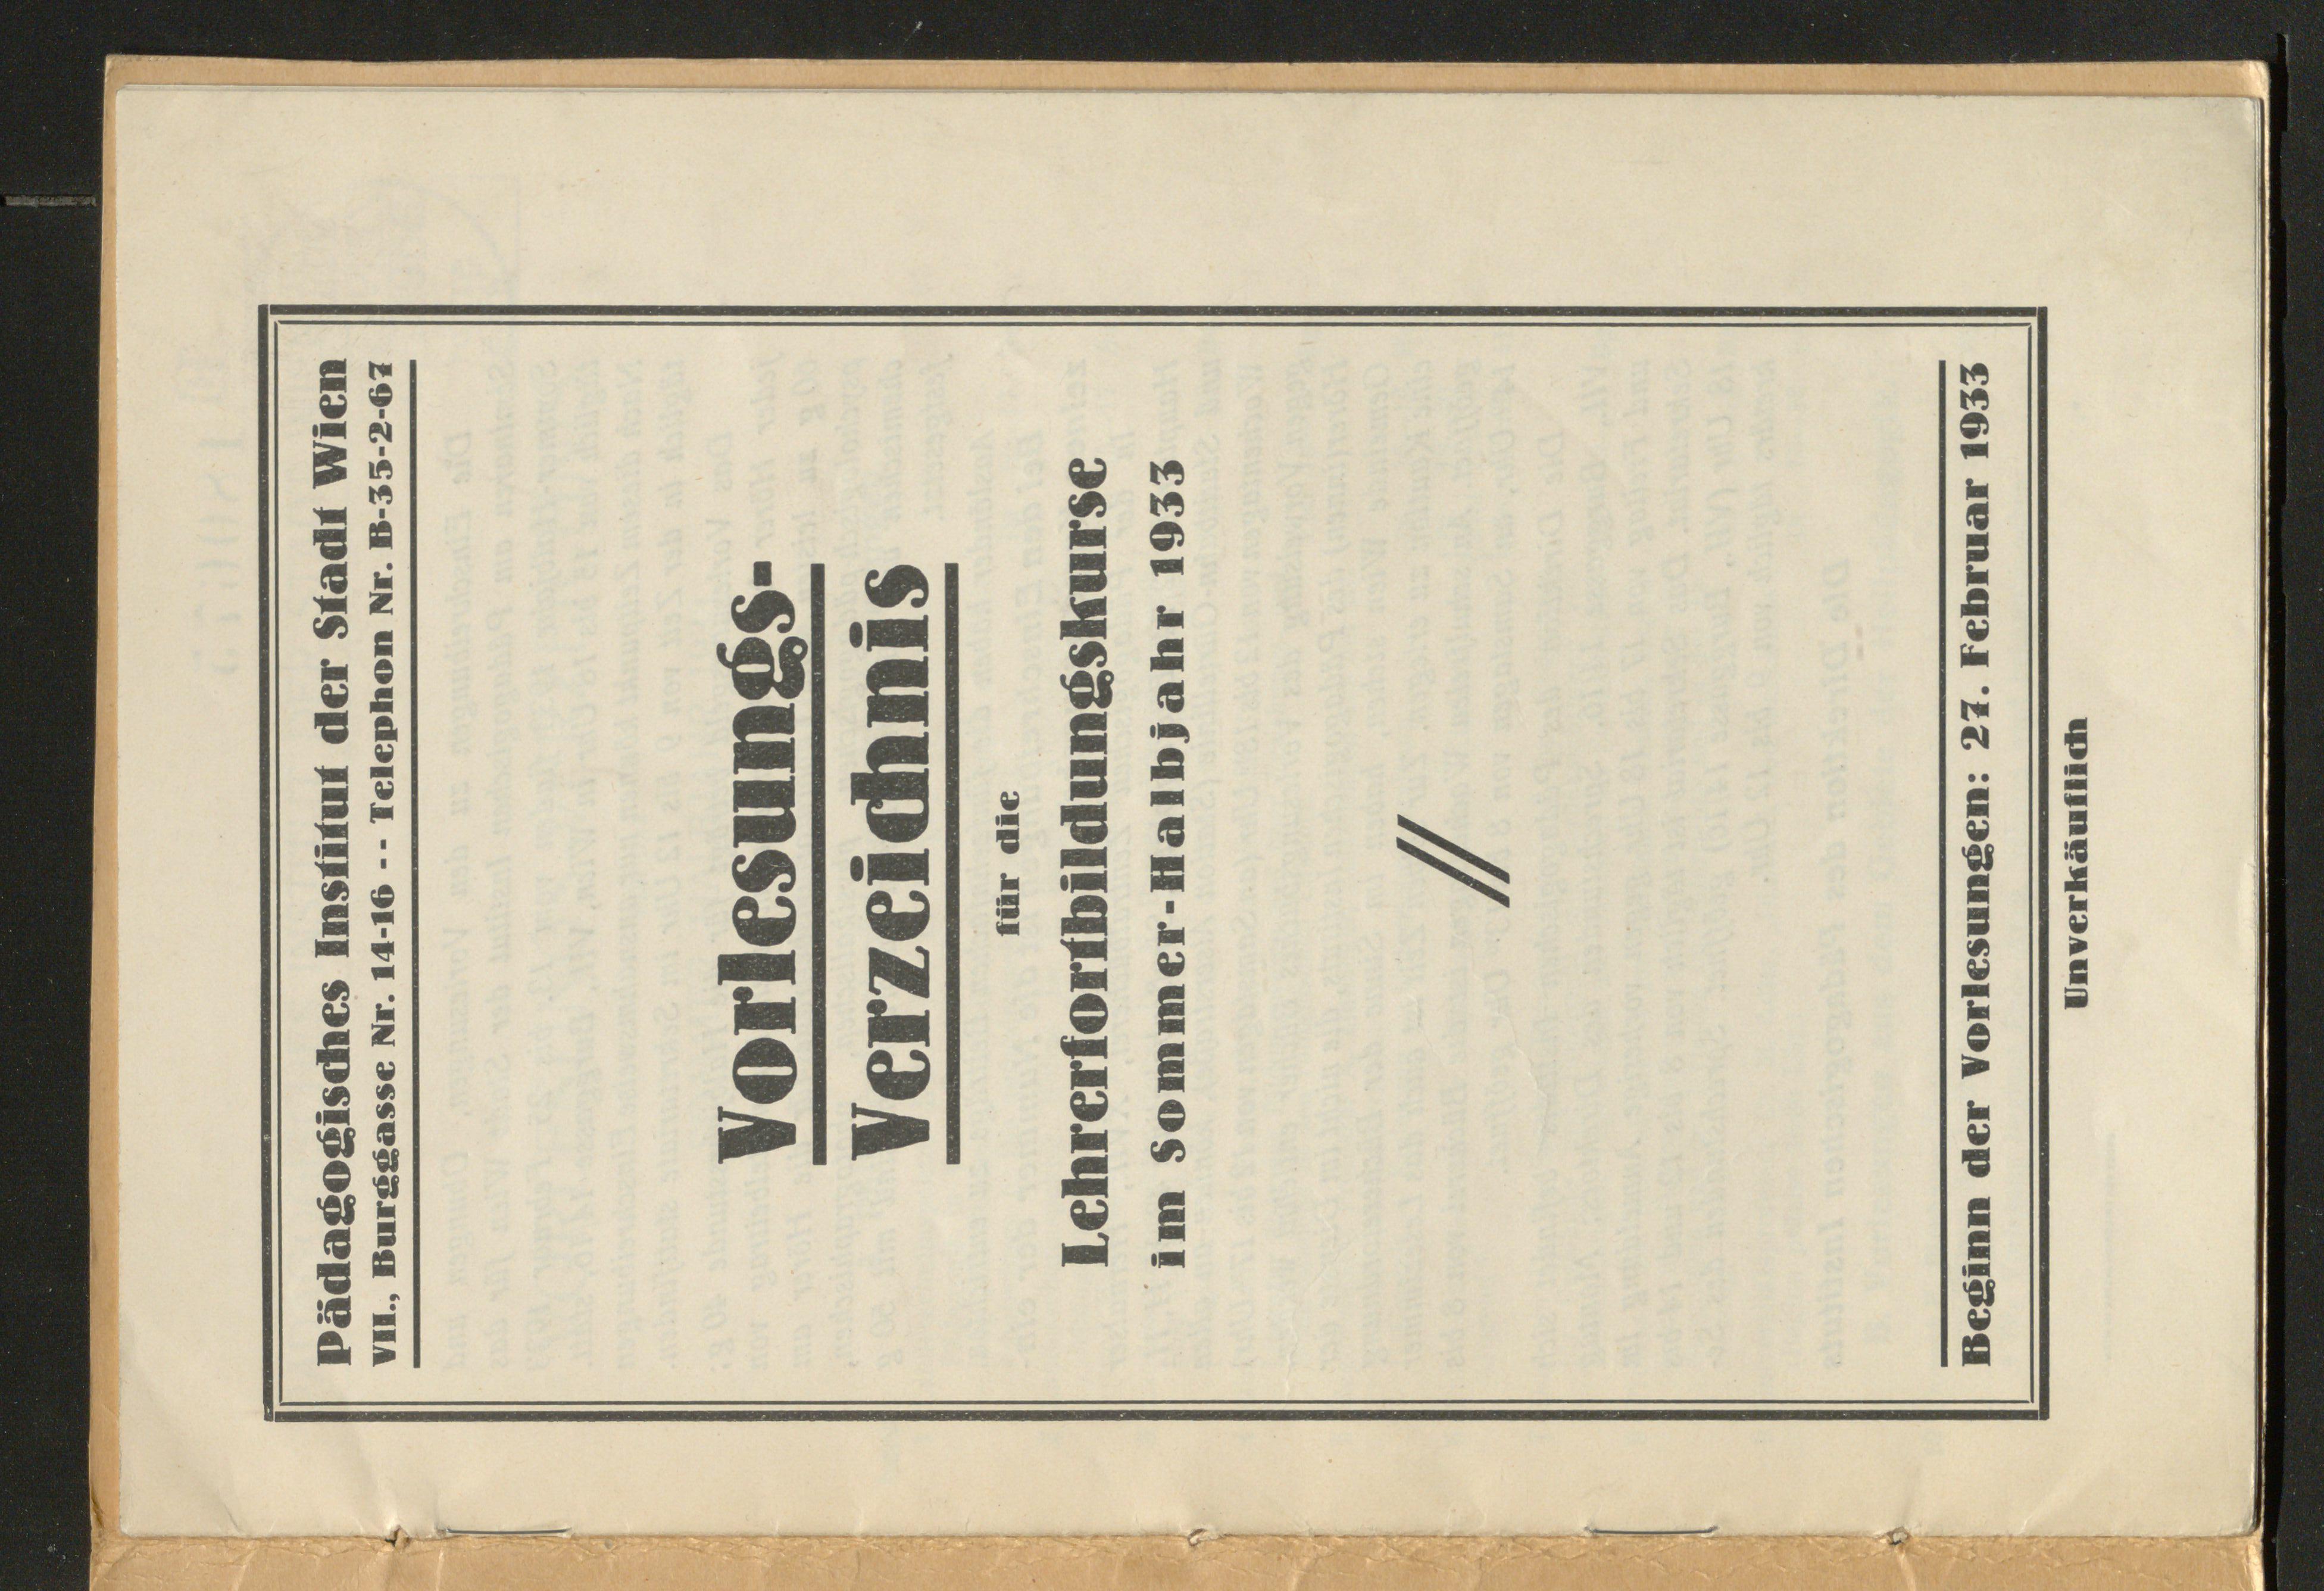 Pädagogisches Institut der Stadt Wien
VII., Burggasse Nr. 14-16 -- Telephon Nr. B-35-2-67
Vorlesungs-
Verzeichnis
für die
Lehrerfortbildungskurse
im Sommer-Halbjahr 1933
//
Beginn der Vorlesungen: 27. Februar 1933
Unverkäuflich